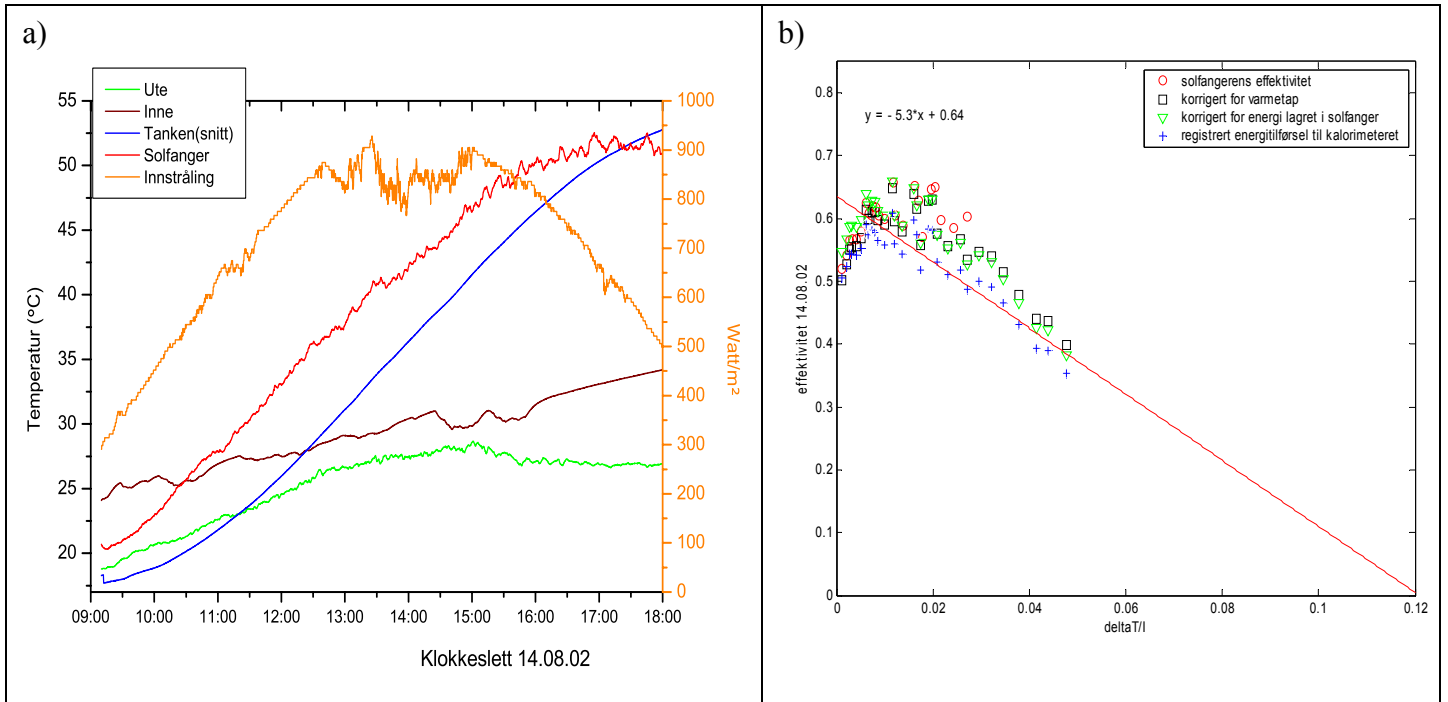 a)
Ute
Inne
Tanken(snitt)
Solfanger
Innstråling
55
50
45
40
35
30
25
20
Temperatur (°C)
1000
900
800
700
600
500
400
300
200
100
0
Watt/m²
09:00 10:00 11:00 12:00 13:00 14:00 15:00 16:00 17:00 18:00
Klokkeslett 14.08.02
b)
solfangerens effektivitet
korrigert for varmetap
korrigert for energi lagret i solfanger
registrert energitilførsel til kalorimeteret
y = - 5.3*x + 0.64
0.8
0.7
0.6
0.5
0.4
0.3
0.2
0.1
0
effektivitet 14.08.02
0 0.02 0.04 0.06 0.08 0.1 0.12
deltaT/I